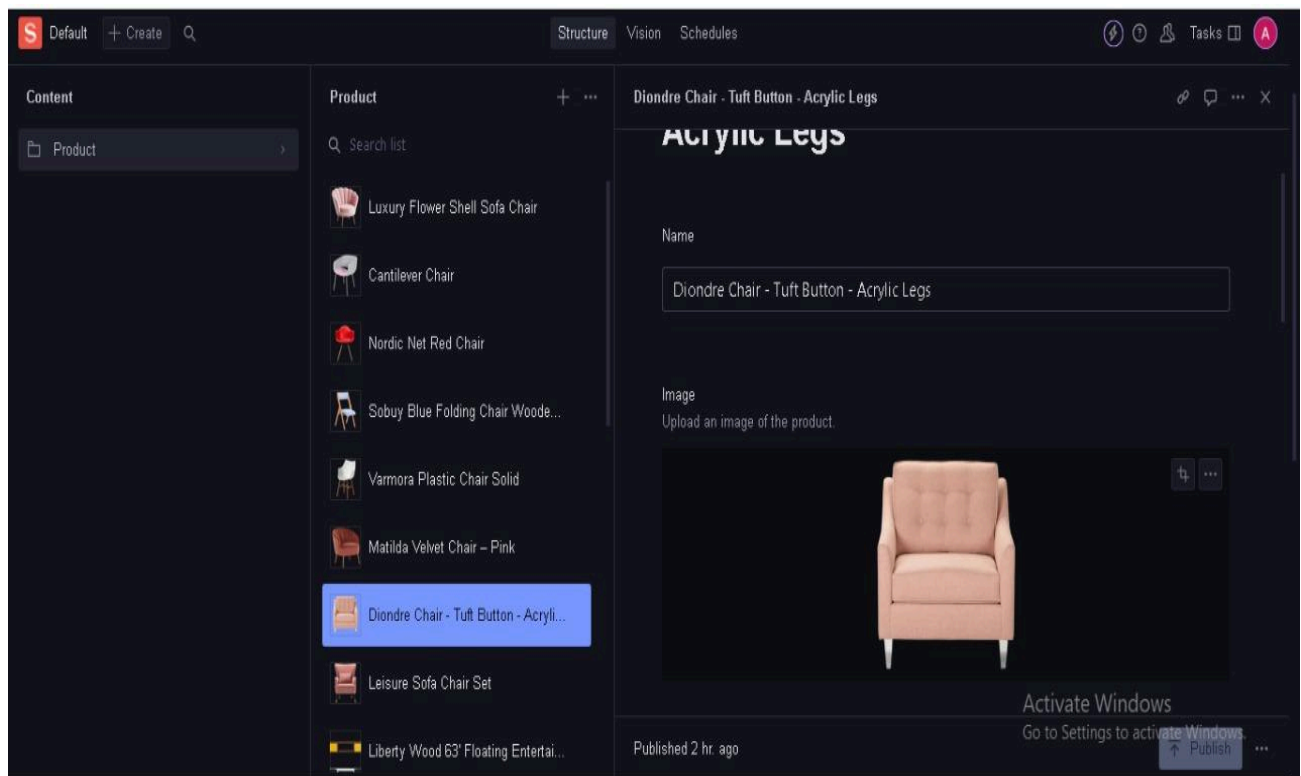 S Default + Create Structure Vision Schedules Tasks A
Content
Product
Product
Search list
Luxury Flower Shell Sofa Chair
Cantilever Chair
Nordic Net Red Chair
Sobuy Blue Folding Chair Woode...
Varmora Plastic Chair Solid
Matilda Velvet Chair – Pink
Diondre Chair - Tuft Button - Acryli...
Leisure Sofa Chair Set
Liberty Wood 63' Floating Entertai...
Diondre Chair - Tuft Button - Acrylic Legs
Acrylic Legs
Name
Diondre Chair - Tuft Button - Acrylic Legs
Image
Upload an image of the product.
Activate Windows
Go to Settings to activate Windows.
Published 2 hr. ago
Publish